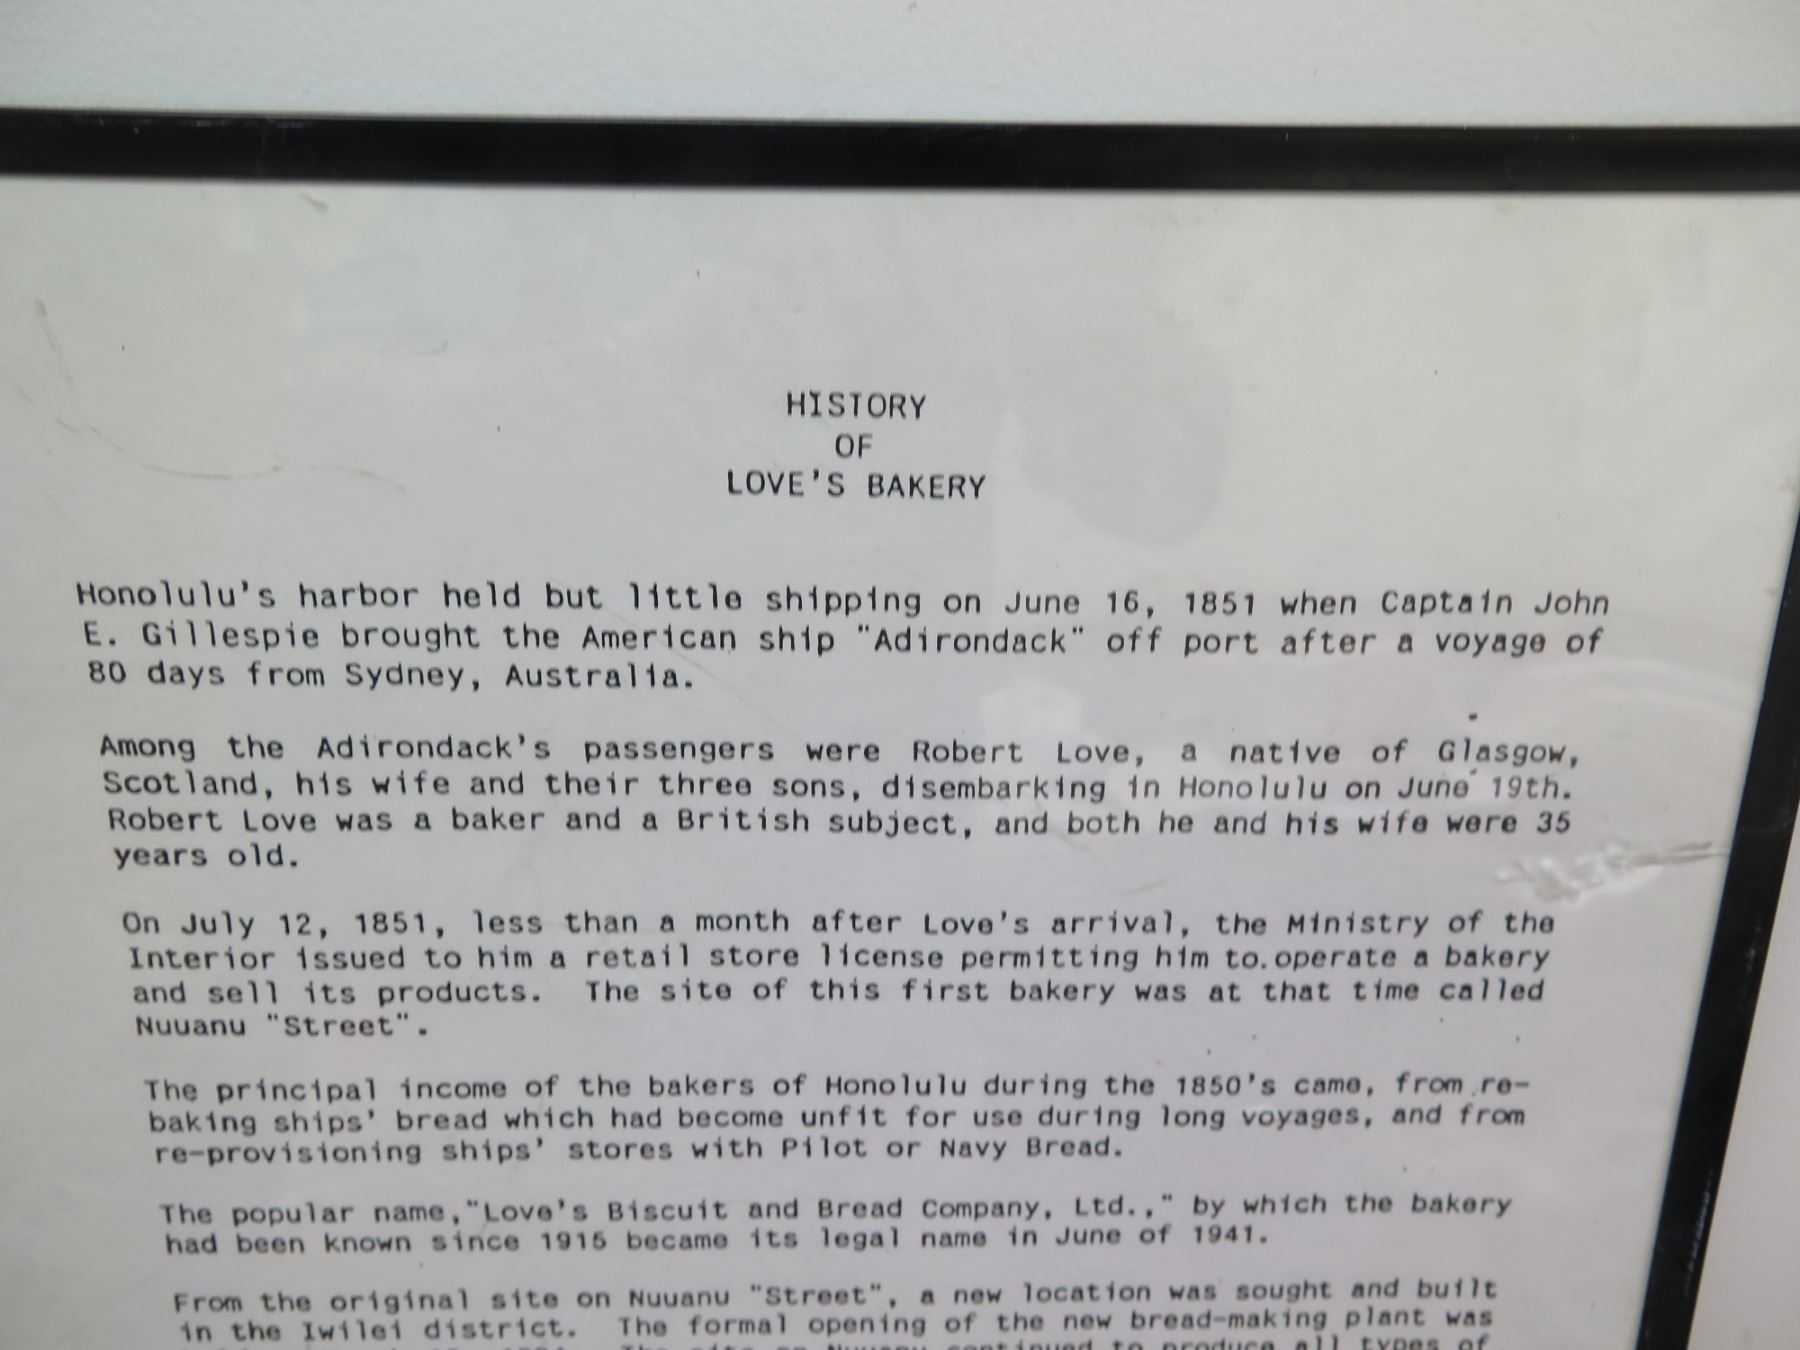 HISTORY
OF
LOVE'S BAKERY
Honolulu's harbor held but little shipping on June 16, 1851 when Captain John
E. Gillespie brought the American ship "Adirondack" off port after a voyage of
80 days from Sydney, Australia.
Among the Adirondack's passengers were Robert Love, a native of Glasgow,
Scotland, his wife and their three sons, disembarking in Honolulu on June 19th.
Robert Love was a baker and a British subject, and both he and his wife were 35
years old.
On July 12, 1851, less than a month after Love's arrival, the Ministry of the
Interior issued to him a retail store license permitting him to operate a bakery
and sell its products. The site of this first bakery was at that time called
Nuuanu "Street".
The principal income of the bakers of Honolulu during the 1850's came, from re-
baking ships' bread which had become unfit for use during long voyages, and from
re-provisioning ships' stores with Pilot or Navy Bread.
The popular name,"Love's Biscuit and Bread Company, Ltd.," by which the bakery
had been known since 1915 became its legal name in June of 1941.
From the original site on Nuuanu "Street", a new location was sought and built
in the Iwilei district. The formal opening of the new bread-making plant was
continued to produce all types of